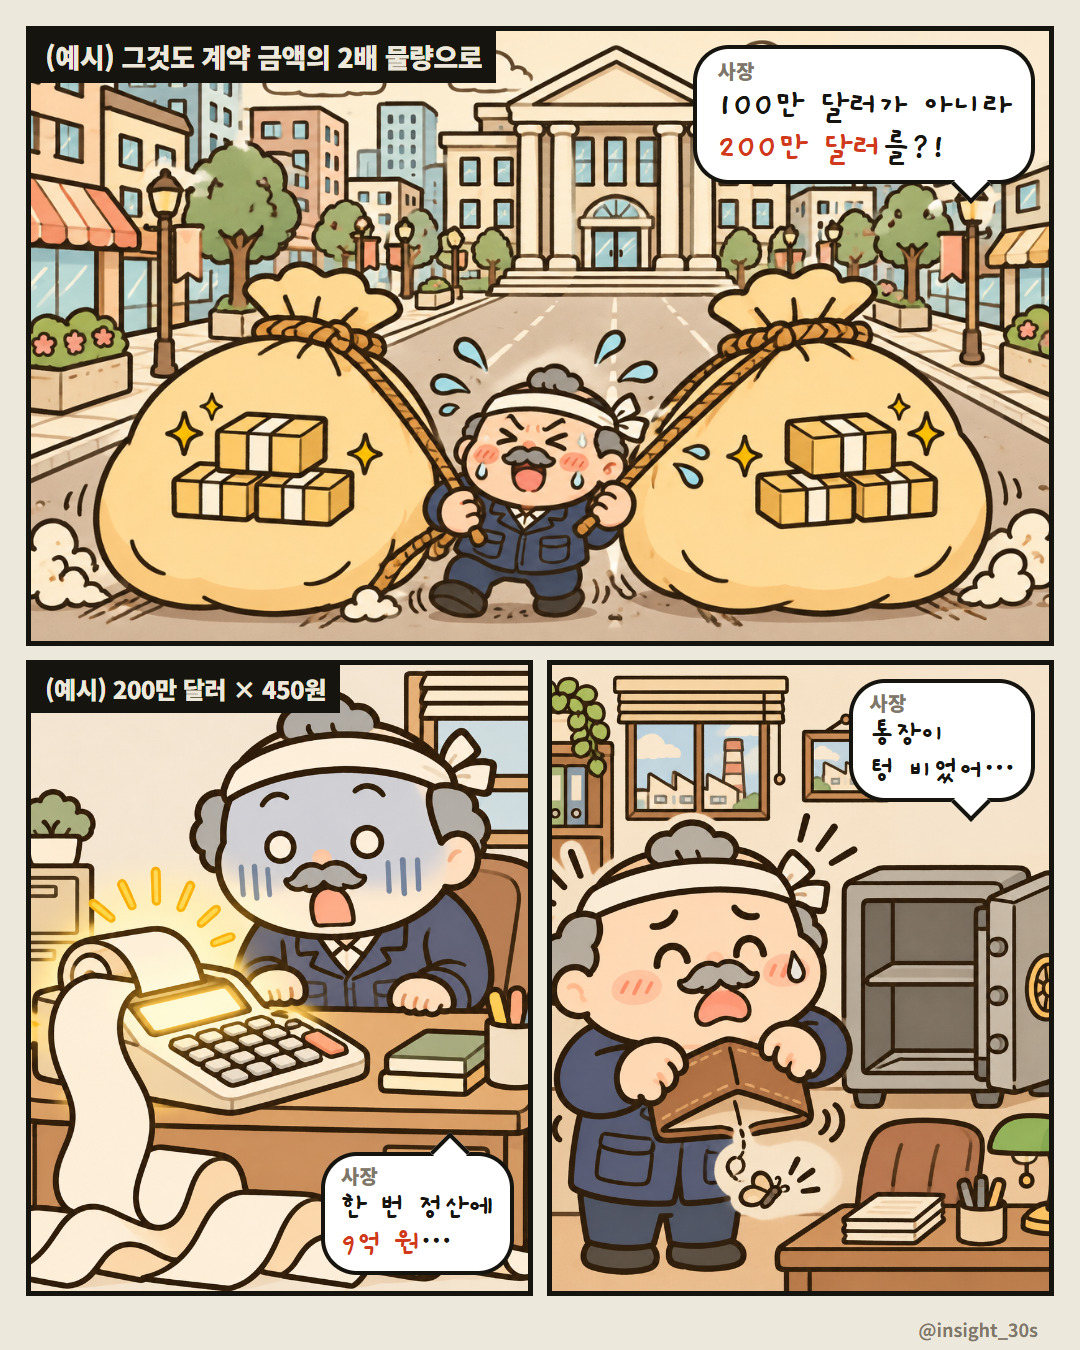 (예시) 그것도 계약 금액의 2배 물량으로
사장
100만 달러가 아니라
200만 달러를?!
(예시) 200만 달러 × 450원
사장
한 번 정산에
9억 원···
사장
통장이
텅 비었어···
@insight_30s